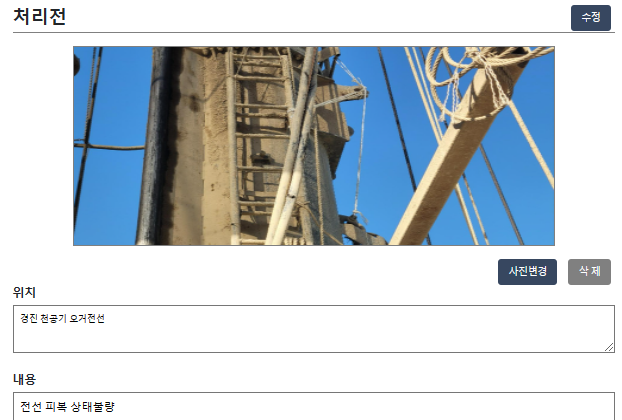 처리전
수정
사진변경
삭 제
위치
경진 천공기 오거전선
내용
전선 피복 상태불량